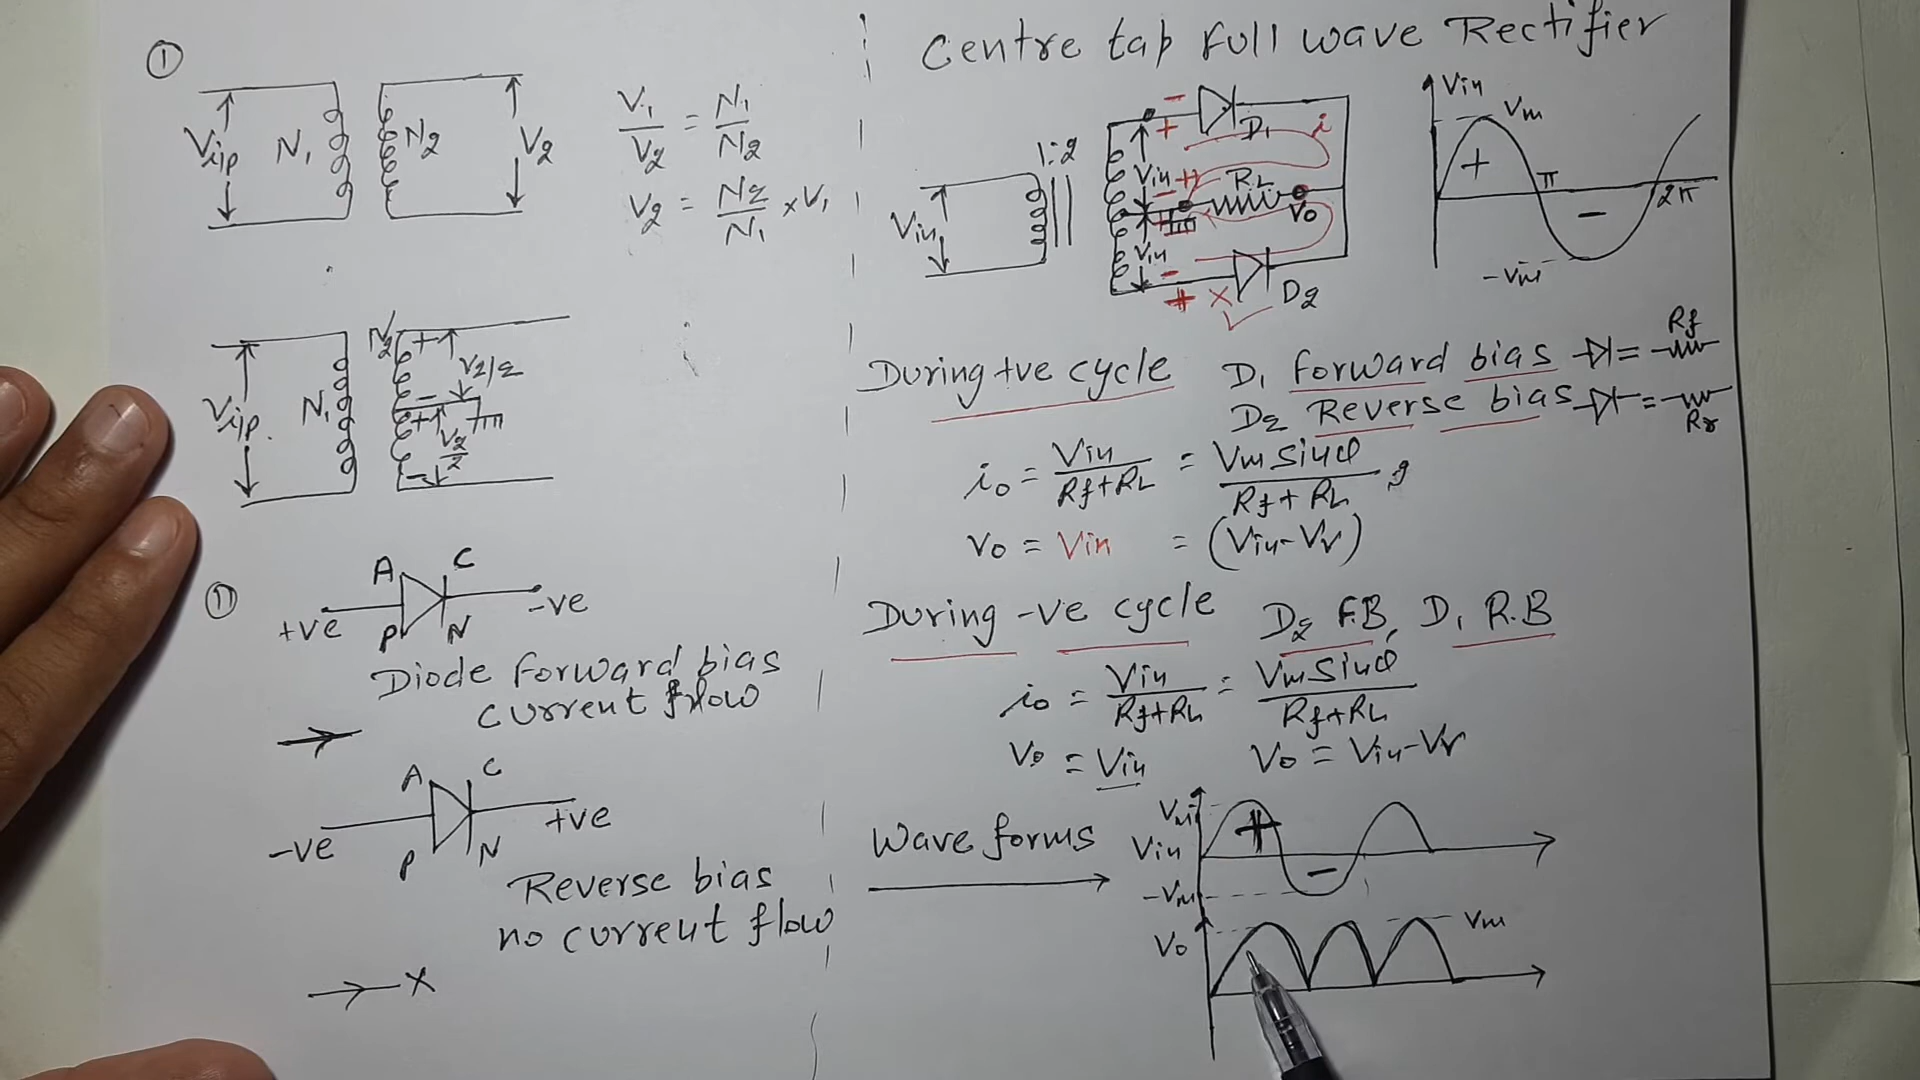 ①
Vi/p N1 N2 V2
V1/V2 = N1/N2
V2 = N2/N1 × V1
Vi/p N1 N2 + V2/2 -
+ V2/2 -
②
A C
+ve P N -ve
Diode forward bias
current flow
A C
-ve P N +ve
Reverse bias
no current flow
X
Centre tap Full wave Rectifier
Vin 1:2
- + D1 i
Vin + - RL Vo
Vin - + X D2
Vin Vm
+ π - 2π
-Vm
During +ve cycle D1 Forward bias = Rf
D2 Reverse bias = Rr
io = Vin/Rf+RL = Vm sinφ/Rf+RL ,
Vo = Vin = (Vin-Vr)
During -ve cycle D2 F.B, D1 R.B
io = Vin/Rf+RL = Vm sinφ/Rf+RL
Vo = Vin Vo = Vin-Vr
Wave forms
Vm
Vin + -
-Vm
Vo Vm